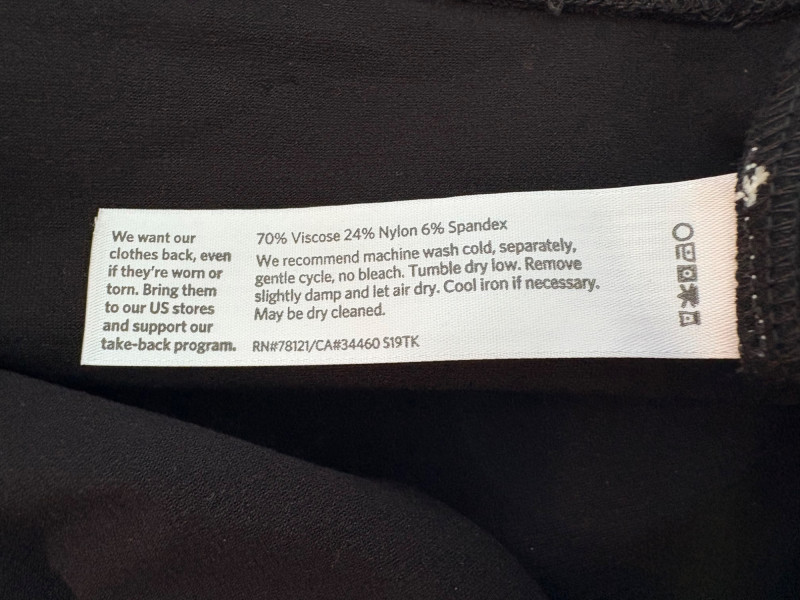 We want our
clothes back, even
if they're worn or
torn. Bring them
to our US stores
and support our
take-back program.
70% Viscose 24% Nylon 6% Spandex
We recommend machine wash cold, separately,
gentle cycle, no bleach. Tumble dry low. Remove
slightly damp and let air dry. Cool iron if necessary.
May be dry cleaned.
RN#78121/CA#34460 S19TK